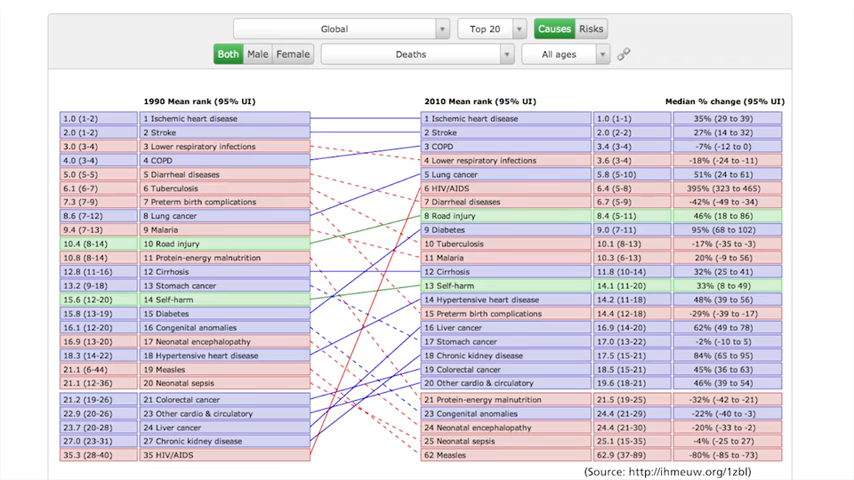 Global Top 20 Causes Risks
Both Male Female Deaths All ages
1990 Mean rank (95% UI) 2010 Mean rank (95% UI) Median % change (95% UI)
1.0 (1-2) 1 Ischemic heart disease 1 Ischemic heart disease 1.0 (1-1) 35% (29 to 39)
2.0 (1-2) 2 Stroke 2 Stroke 2.0 (2-2) 27% (14 to 32)
3.0 (3-4) 3 Lower respiratory infections 3 COPD 3.4 (3-4) -7% (-12 to 0)
4.0 (3-4) 4 COPD 4 Lower respiratory infections 3.6 (3-4) -18% (-24 to -11)
5.0 (5-5) 5 Diarrheal diseases 5 Lung cancer 5.8 (5-10) 51% (24 to 61)
6.1 (6-7) 6 Tuberculosis 6 HIV/AIDS 6.4 (5-8) 395% (323 to 465)
7.3 (7-9) 7 Preterm birth complications 7 Diarrheal diseases 6.7 (5-9) -42% (-49 to -34)
8.6 (7-12) 8 Lung cancer 8 Road injury 8.4 (5-11) 46% (18 to 86)
9.4 (7-13) 9 Malaria 9 Diabetes 9.0 (7-11) 95% (68 to 102)
10.4 (8-14) 10 Road injury 10 Tuberculosis 10.1 (8-13) -17% (-35 to -3)
10.8 (8-14) 11 Protein-energy malnutrition 11 Malaria 10.3 (6-13) 20% (-9 to 56)
12.8 (11-16) 12 Cirrhosis 12 Cirrhosis 11.8 (10-14) 32% (25 to 41)
13.2 (9-18) 13 Stomach cancer 13 Self-harm 14.1 (11-20) 33% (8 to 49)
15.6 (12-20) 14 Self-harm 14 Hypertensive heart disease 14.2 (11-18) 48% (39 to 56)
15.8 (13-19) 15 Diabetes 15 Preterm birth complications 14.4 (12-18) -29% (-39 to -17)
16.1 (12-20) 16 Congenital anomalies 16 Liver cancer 16.9 (14-20) 62% (49 to 78)
16.9 (13-20) 17 Neonatal encephalopathy 17 Stomach cancer 17.0 (13-22) -2% (-10 to 5)
18.3 (14-22) 18 Hypertensive heart disease 18 Chronic kidney disease 17.5 (15-21) 84% (65 to 95)
21.1 (6-44) 19 Measles 19 Colorectal cancer 18.5 (15-21) 45% (36 to 63)
21.1 (12-36) 20 Neonatal sepsis 20 Other cardio & circulatory 19.6 (18-21) 46% (39 to 54)
21.2 (19-26) 21 Colorectal cancer 21 Protein-energy malnutrition 21.5 (19-25) -32% (-42 to -21)
22.9 (20-26) 23 Other cardio & circulatory 23 Congenital anomalies 24.4 (21-29) -22% (-40 to -3)
23.7 (20-28) 24 Liver cancer 24 Neonatal encephalopathy 24.4 (21-30) -20% (-33 to -2)
27.0 (23-31) 27 Chronic kidney disease 25 Neonatal sepsis 25.1 (15-35) -4% (-25 to 27)
35.3 (28-40) 35 HIV/AIDS 62 Measles 62.9 (37-89) -80% (-85 to -73)
(Source: http://ihmeuw.org/1zbl)